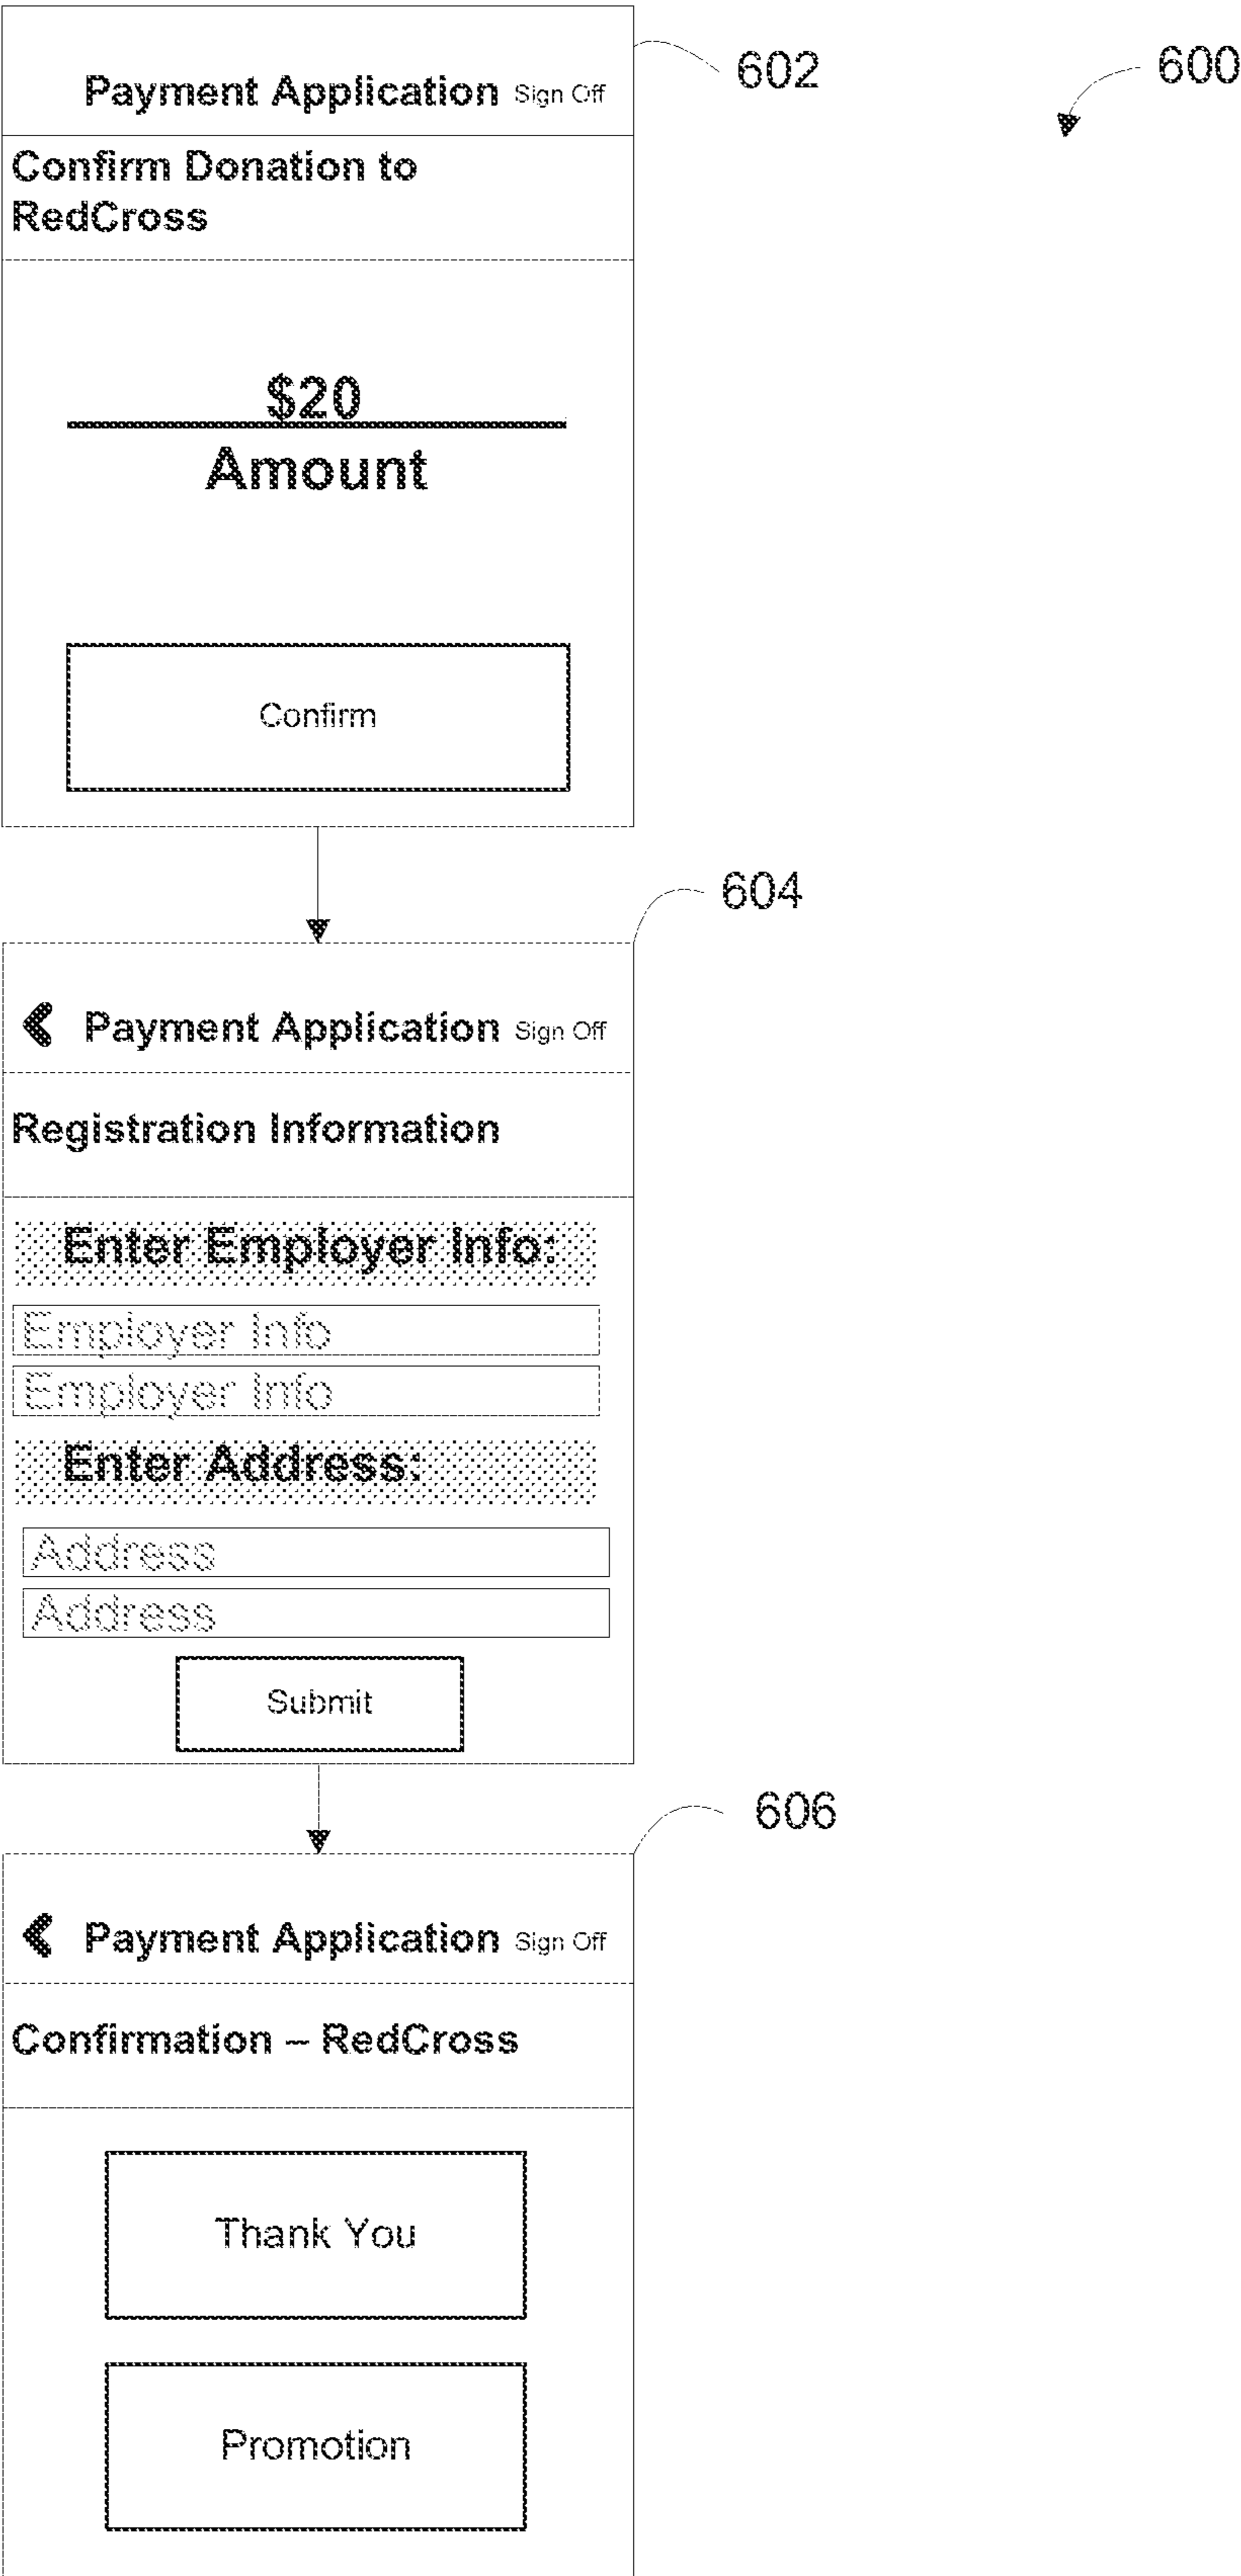 Payment Application Sign Off
602
600
Confirm Donation to
RedCross
$20
Amount
Confirm
604
Payment Application Sign Off
Registration Information
Enter Employer Info:
Employer Info
Employer Info
Enter Address:
Address
Address
Submit
606
Payment Application Sign Off
Confirmation – RedCross
Thank You
Promotion